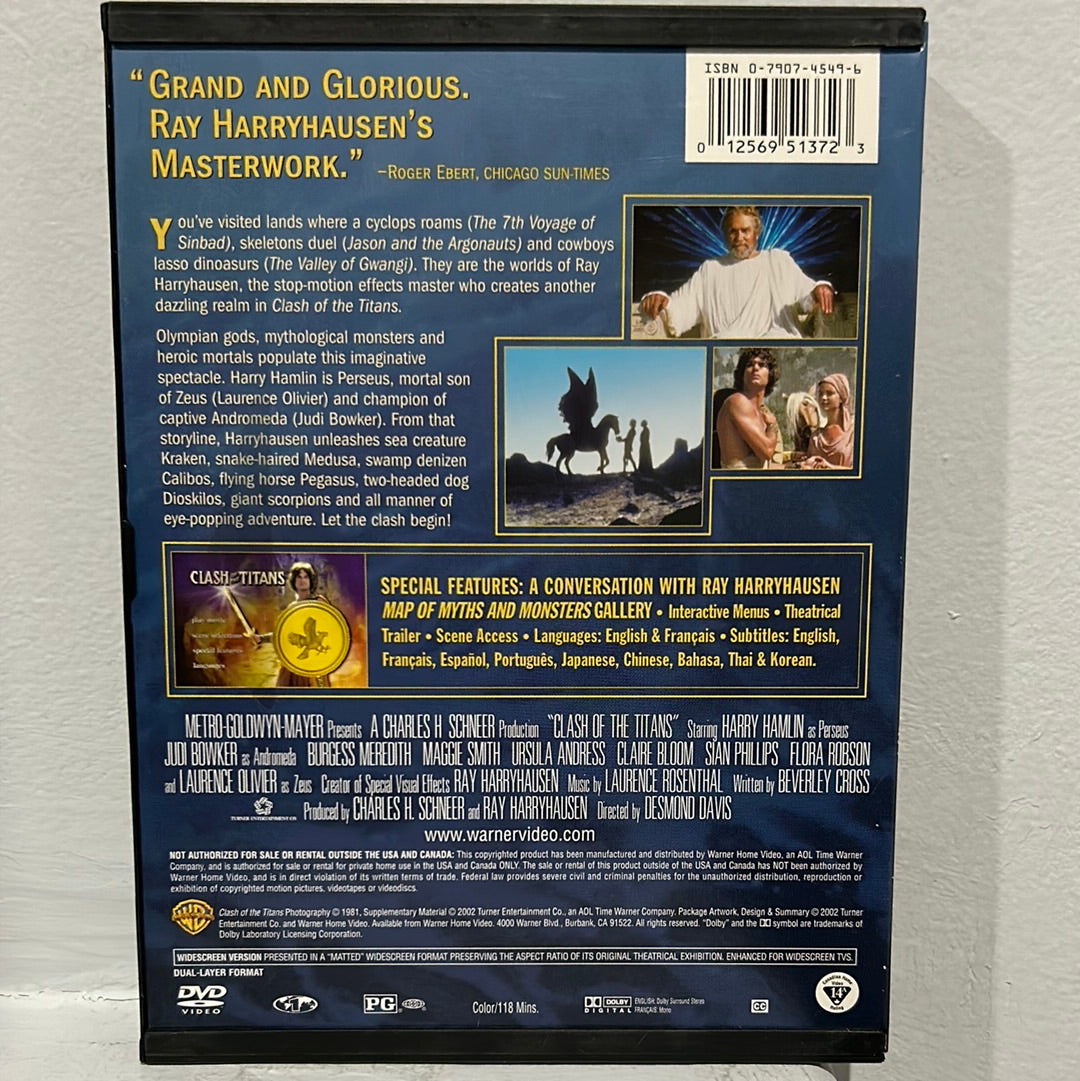 “GRAND AND GLORIOUS.
RAY HARRYHAUSEN’S
MASTERWORK.”
–ROGER EBERT, CHICAGO SUN-TIMES
ISBN 0-7907-4549-6
0 12569 51372 3
You’ve visited lands where a cyclops roams (The 7th Voyage of
Sinbad), skeletons duel (Jason and the Argonauts) and cowboys
lasso dinoasurs (The Valley of Gwangi). They are the worlds of Ray
Harryhausen, the stop-motion effects master who creates another
dazzling realm in Clash of the Titans.
Olympian gods, mythological monsters and
heroic mortals populate this imaginative
spectacle. Harry Hamlin is Perseus, mortal son
of Zeus (Laurence Olivier) and champion of
captive Andromeda (Judi Bowker). From that
storyline, Harryhausen unleashes sea creature
Kraken, snake-haired Medusa, swamp denizen
Calibos, flying horse Pegasus, two-headed dog
Dioskilos, giant scorpions and all manner of
eye-popping adventure. Let the clash begin!
CLASH OF THE TITANS
play movie
scene selections
special features
languages
SPECIAL FEATURES: A CONVERSATION WITH RAY HARRYHAUSEN
MAP OF MYTHS AND MONSTERS GALLERY • Interactive Menus • Theatrical
Trailer • Scene Access • Languages: English & Français • Subtitles: English,
Français, Español, Português, Japanese, Chinese, Bahasa, Thai & Korean.
METRO-GOLDWYN-MAYER Presents A CHARLES H. SCHNEER Production “CLASH OF THE TITANS” Starring HARRY HAMLIN as Perseus
JUDI BOWKER as Andromeda BURGESS MEREDITH MAGGIE SMITH URSULA ANDRESS CLAIRE BLOOM SIAN PHILLIPS FLORA ROBSON
and LAURENCE OLIVIER as Zeus Creator of Special Visual Effects RAY HARRYHAUSEN Music by LAURENCE ROSENTHAL Written by BEVERLEY CROSS
TURNER ENTERTAINMENT CO. Produced by CHARLES H. SCHNEER and RAY HARRYHAUSEN Directed by DESMOND DAVIS
www.warnervideo.com
NOT AUTHORIZED FOR SALE OR RENTAL OUTSIDE THE USA AND CANADA: This copyrighted product has been manufactured and distributed by Warner Home Video, an AOL Time Warner
Company, and is authorized for sale or rental for private home use in the USA and Canada ONLY. The sale or rental of this product outside of the USA and Canada has NOT been authorized by
Warner Home Video, and is in direct violation of its written terms of trade. Federal law provides severe civil and criminal penalties for the unauthorized distribution, reproduction or
exhibition of copyrighted motion pictures, videotapes or videodiscs.
Clash of the Titans Photography © 1981, Supplementary Material © 2002 Turner Entertainment Co., an AOL Time Warner Company. Package Artwork, Design & Summary © 2002 Turner
Entertainment Co. and Warner Home Video. Available from Warner Home Video. 4000 Warner Blvd., Burbank, CA 91522. All rights reserved. “Dolby” and the DD symbol are trademarks of
Dolby Laboratory Licensing Corporation.
WIDESCREEN VERSION PRESENTED IN A “MATTED” WIDESCREEN FORMAT PRESERVING THE ASPECT RATIO OF ITS ORIGINAL THEATRICAL EXHIBITION. ENHANCED FOR WIDESCREEN TVS.
DUAL-LAYER FORMAT
DVD
VIDEO
PG
Color/118 Mins.
DOLBY
DIGITAL
ENGLISH: Dolby Surround Stereo
FRANÇAIS: Mono
CC
Canadian Home
Video
14A
Rating